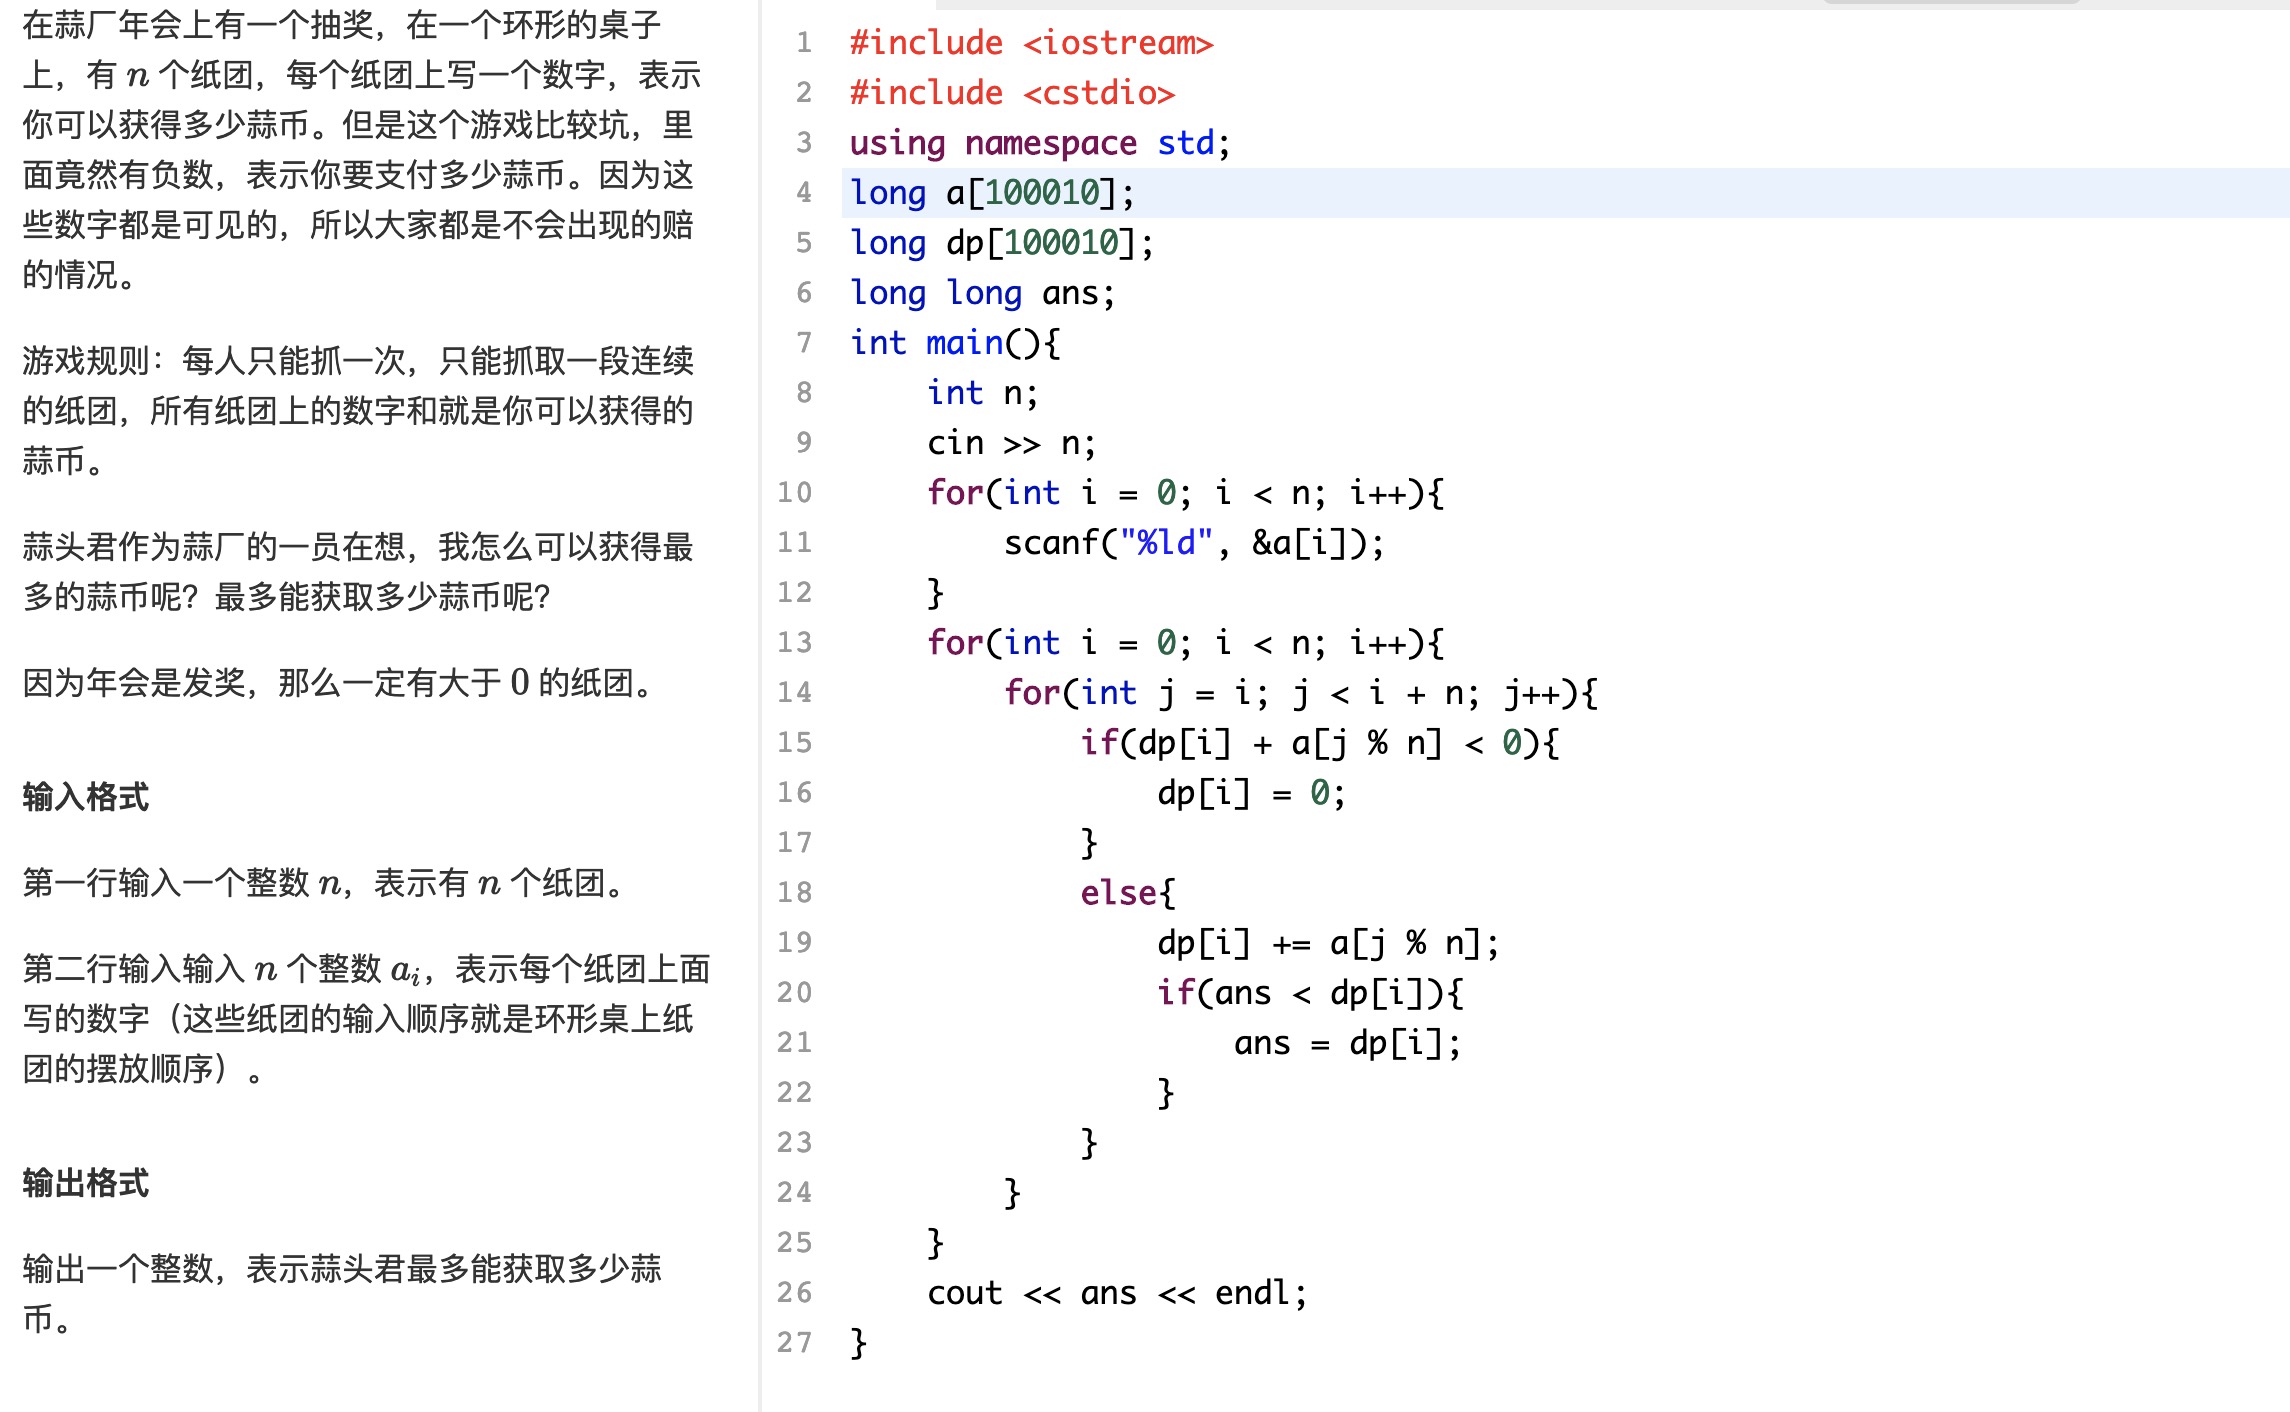 在蒜厂年会上有一个抽奖，在一个环形的桌子
上，有 n 个纸团，每个纸团上写一个数字，表示
你可以获得多少蒜币。但是这个游戏比较坑，里
面竟然有负数，表示你要支付多少蒜币。因为这
些数字都是可见的，所以大家都是不会出现的赔
的情况。
游戏规则：每人只能抓一次，只能抓取一段连续
的纸团，所有纸团上的数字和就是你可以获得的
蒜币。
蒜头君作为蒜厂的一员在想，我怎么可以获得最
多的蒜币呢？最多能获取多少蒜币呢？
因为年会是发奖，那么一定有大于 0 的纸团。
输入格式
第一行输入一个整数 n，表示有 n 个纸团。
第二行输入输入 n 个整数 a_i，表示每个纸团上面
写的数字（这些纸团的输入顺序就是环形桌上纸
团的摆放顺序）。
输出格式
输出一个整数，表示蒜头君最多能获取多少蒜
币。
1 #include <iostream>
2 #include <cstdio>
3 using namespace std;
4 long a[100010];
5 long dp[100010];
6 long long ans;
7 int main(){
8     int n;
9     cin >> n;
10     for(int i = 0; i < n; i++){
11         scanf("%ld", &a[i]);
12     }
13     for(int i = 0; i < n; i++){
14         for(int j = i; j < i + n; j++){
15             if(dp[i] + a[j % n] < 0){
16                 dp[i] = 0;
17             }
18             else{
19                 dp[i] += a[j % n];
20                 if(ans < dp[i]){
21                     ans = dp[i];
22                 }
23             }
24         }
25     }
26     cout << ans << endl;
27 }